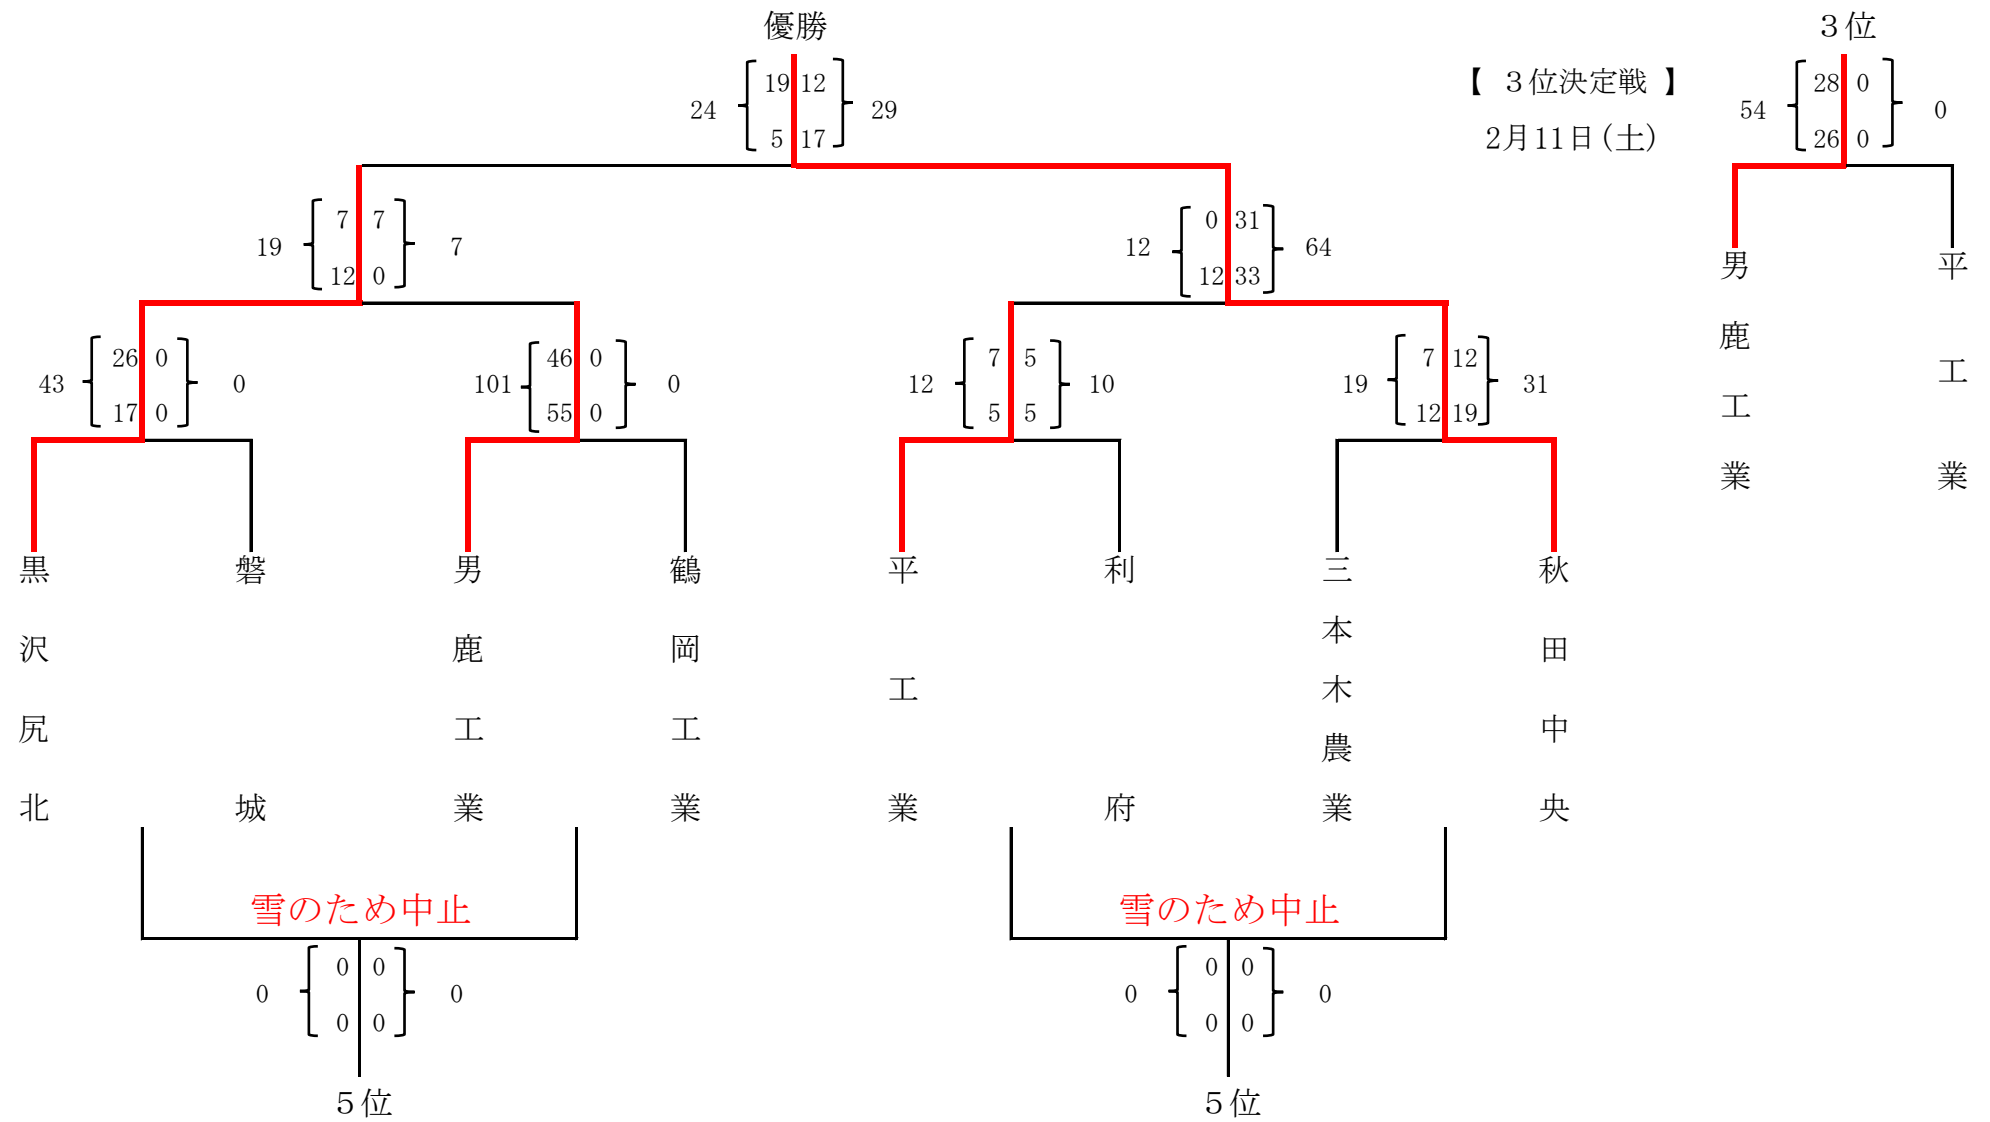 優勝
３位
19 12
24 29
5 17
【 ３位決定戦 】
2月11日(土)
28 0
54 0
26 0
7 7
19 7
12 0
0 31
12 64
12 33
男鹿工業
平工業
26 0
43 0
17 0
46 0
101 0
55 0
7 5
12 10
5 5
7 12
19 31
12 19
黒沢尻北
磐城
男鹿工業
鶴岡工業
平工業
利府
三本木農業
秋田中央
雪のため中止
雪のため中止
0 0
0 0
0 0
0 0
0 0
0 0
５位
５位